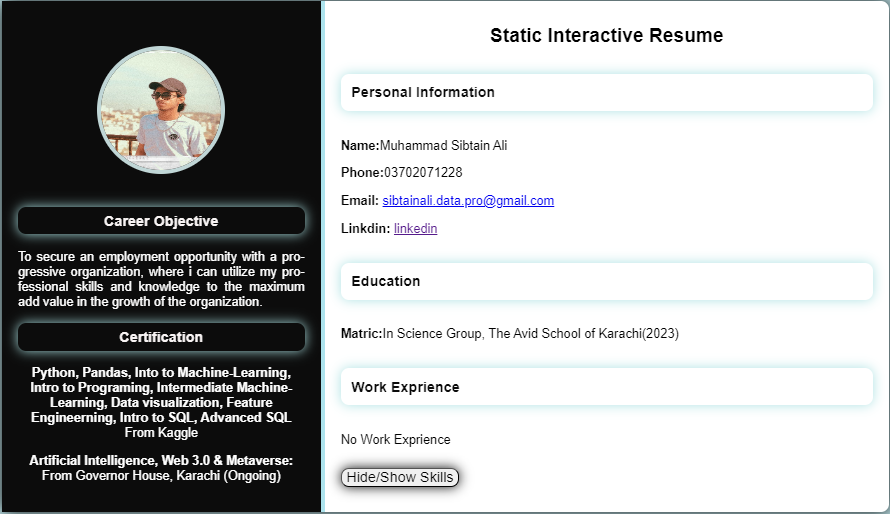 Career Objective
To secure an employment opportunity with a pro-
gressive organization, where i can utilize my pro-
fessional skills and knowledge to the maximum
add value in the growth of the organization.
Certification
Python, Pandas, Into to Machine-Learning,
Intro to Programing, Intermediate Machine-
Learning, Data visualization, Feature
Engineerning, Intro to SQL, Advanced SQL
From Kaggle
Artificial Intelligence, Web 3.0 & Metaverse:
From Governor House, Karachi (Ongoing)
Static Interactive Resume
Personal Information
Name:Muhammad Sibtain Ali
Phone:03702071228
Email: sibtainali.data.pro@gmail.com
Linkdin: linkedin
Education
Matric:In Science Group, The Avid School of Karachi(2023)
Work Exprience
No Work Exprience
Hide/Show Skills